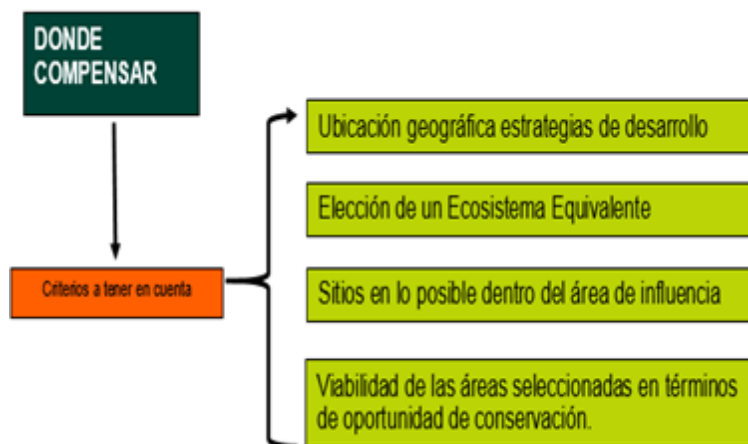 DONDE
COMPENSAR
Ubicación geográfica estrategias de desarrollo
Elección de un Ecosistema Equivalente
Criterios a tener en cuenta
Sitios en lo posible dentro del área de influencia
Viabilidad de las áreas seleccionadas en términos
de oportunidad de conservación.